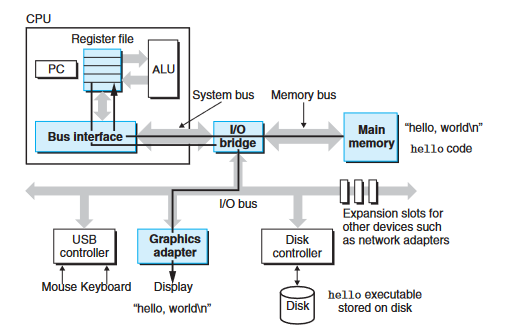 CPU
Register file
PC
ALU
System bus
Memory bus
Bus interface
I/O
bridge
Main
memory
"hello, world\n"
hello code
I/O bus
Expansion slots for
other devices such
as network adapters
USB
controller
Graphics
adapter
Disk
controller
Mouse Keyboard
Display
"hello, world\n"
Disk
hello executable
stored on disk